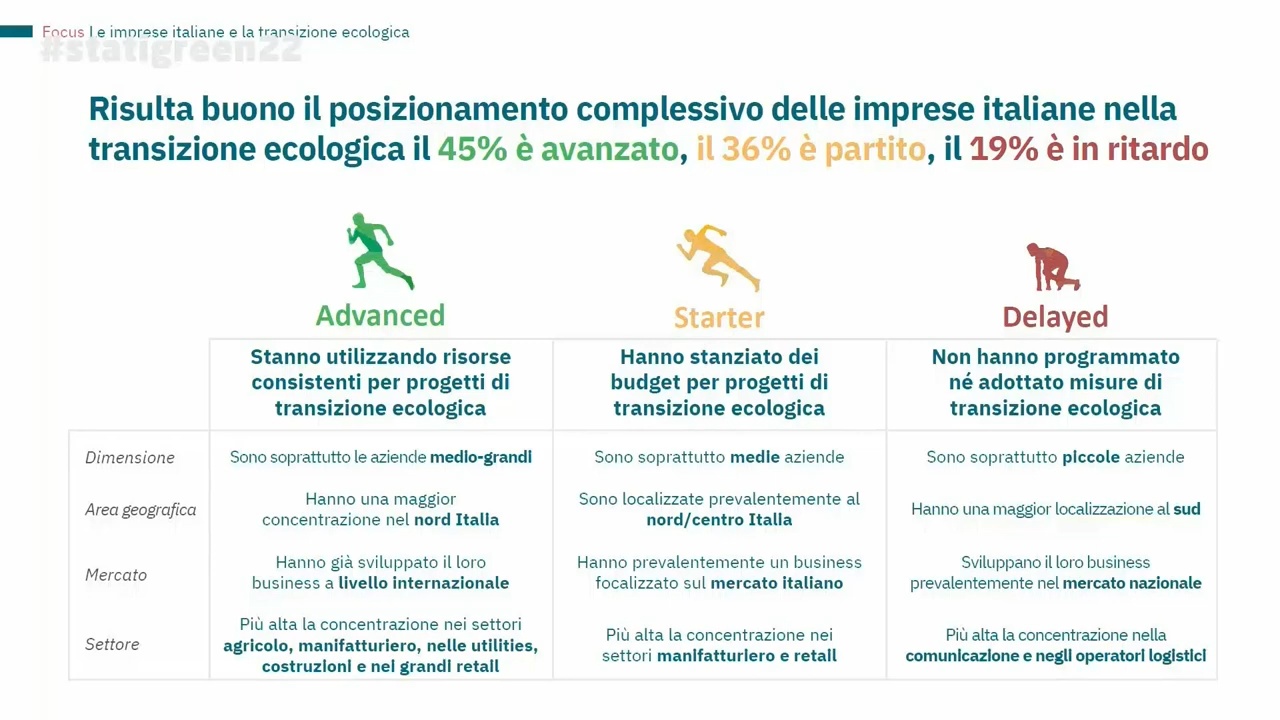 Focus Le imprese italiane e la transizione ecologica
#statigreen22
Risulta buono il posizionamento complessivo delle imprese italiane nella
transizione ecologica il 45% è avanzato, il 36% è partito, il 19% è in ritardo
Advanced
Starter
Delayed
Stanno utilizzando risorse
consistenti per progetti di
transizione ecologica
Hanno stanziato dei
budget per progetti di
transizione ecologica
Non hanno programmato
né adottato misure di
transizione ecologica
Dimensione
Sono soprattutto le aziende medio-grandi
Sono soprattutto medie aziende
Sono soprattutto piccole aziende
Area geografica
Hanno una maggior
concentrazione nel nord Italia
Sono localizzate prevalentemente al
nord/centro Italia
Hanno una maggior localizzazione al sud
Mercato
Hanno già sviluppato il loro
business a livello internazionale
Hanno prevalentemente un business
focalizzato sul mercato italiano
Sviluppano il loro business
prevalentemente nel mercato nazionale
Settore
Più alta la concentrazione nei settori
agricolo, manifatturiero, nelle utilities,
costruzioni e nei grandi retail
Più alta la concentrazione nei
settori manifatturiero e retail
Più alta la concentrazione nella
comunicazione e negli operatori logistici